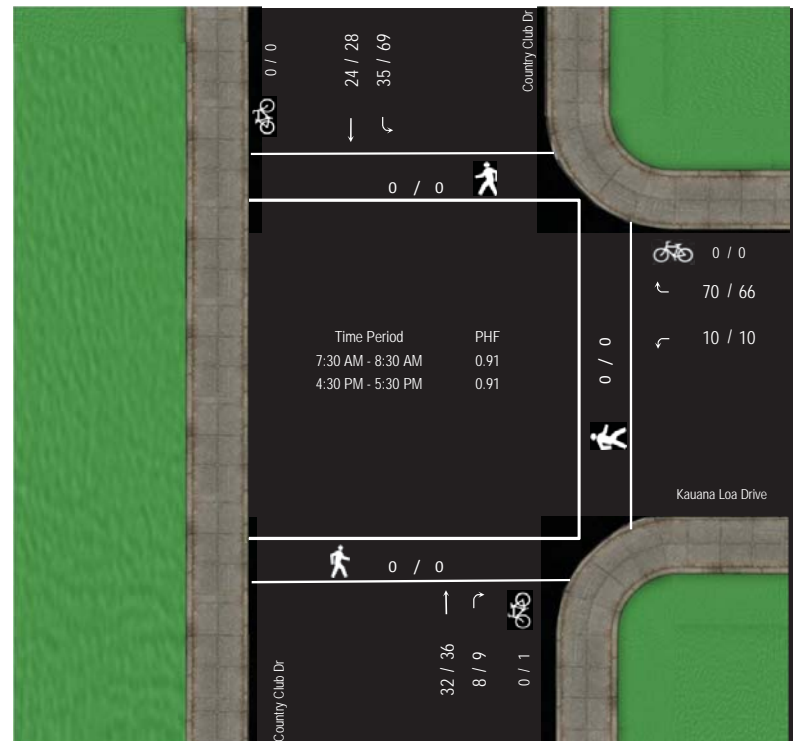 Country Club Dr
0 / 0
24 / 28
35 / 69
0 / 0
0 / 0
70 / 66
10 / 10
Time Period PHF
7:30 AM - 8:30 AM 0.91
4:30 PM - 5:30 PM 0.91
0 / 0
Kauana Loa Drive
0 / 0
32 / 36
8 / 9
0 / 1
Country Club Dr